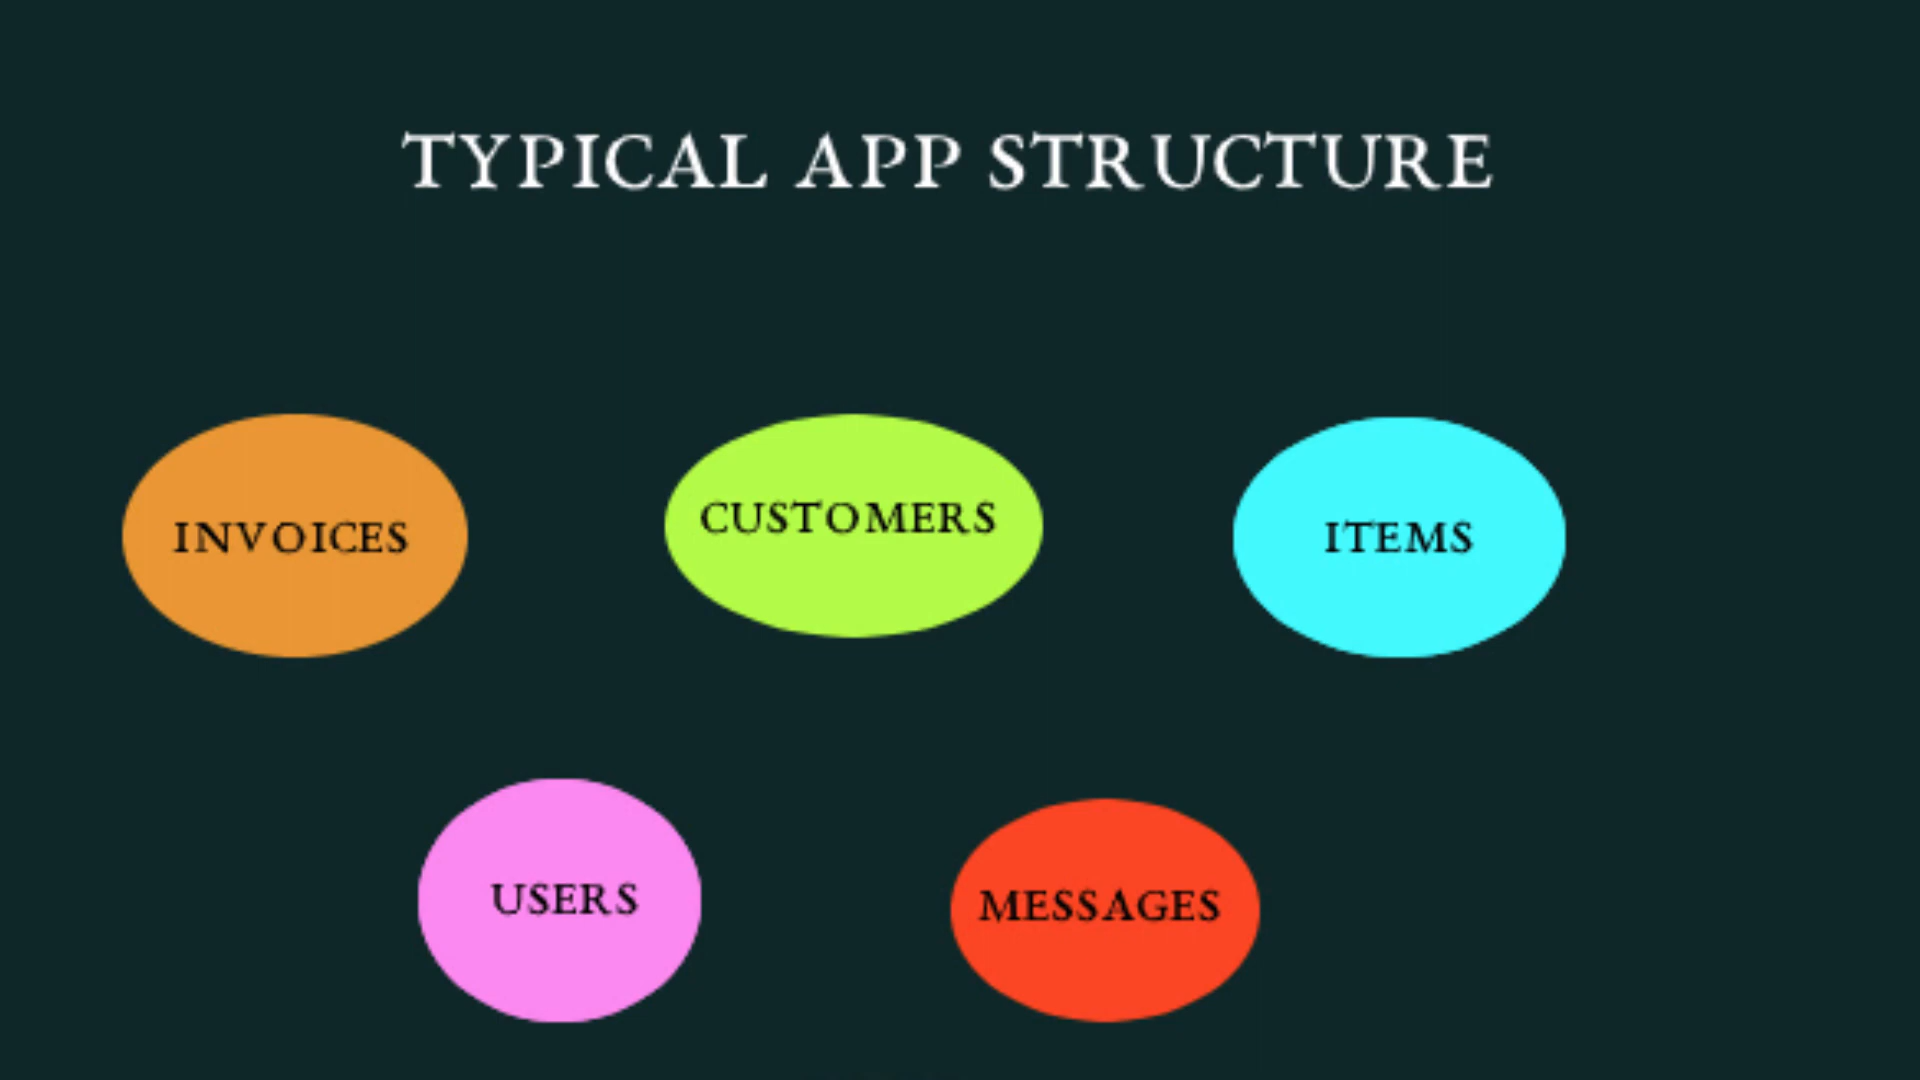 TYPICAL APP STRUCTURE
INVOICES
CUSTOMERS
ITEMS
USERS
MESSAGES